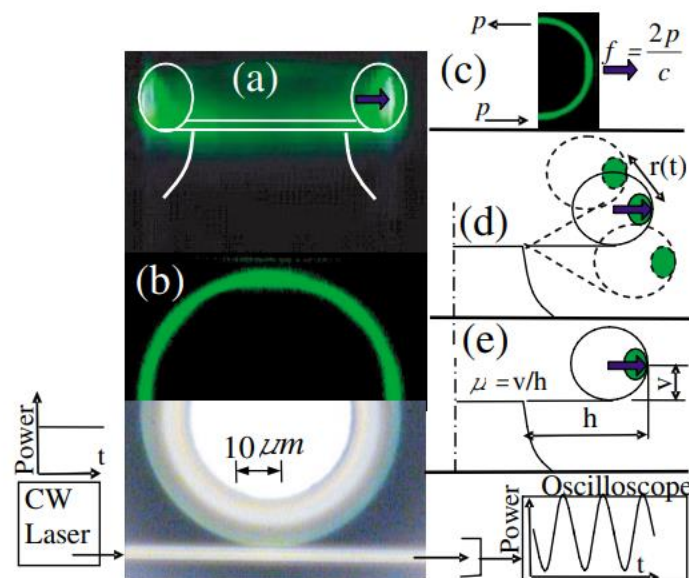 (a)
(b)
10 μm
Power
t
CW
Laser
p
(c)
f = 2p/c
p
r(t)
(d)
(e)
μ = v/h
v
h
Oscilloscope
Power
t